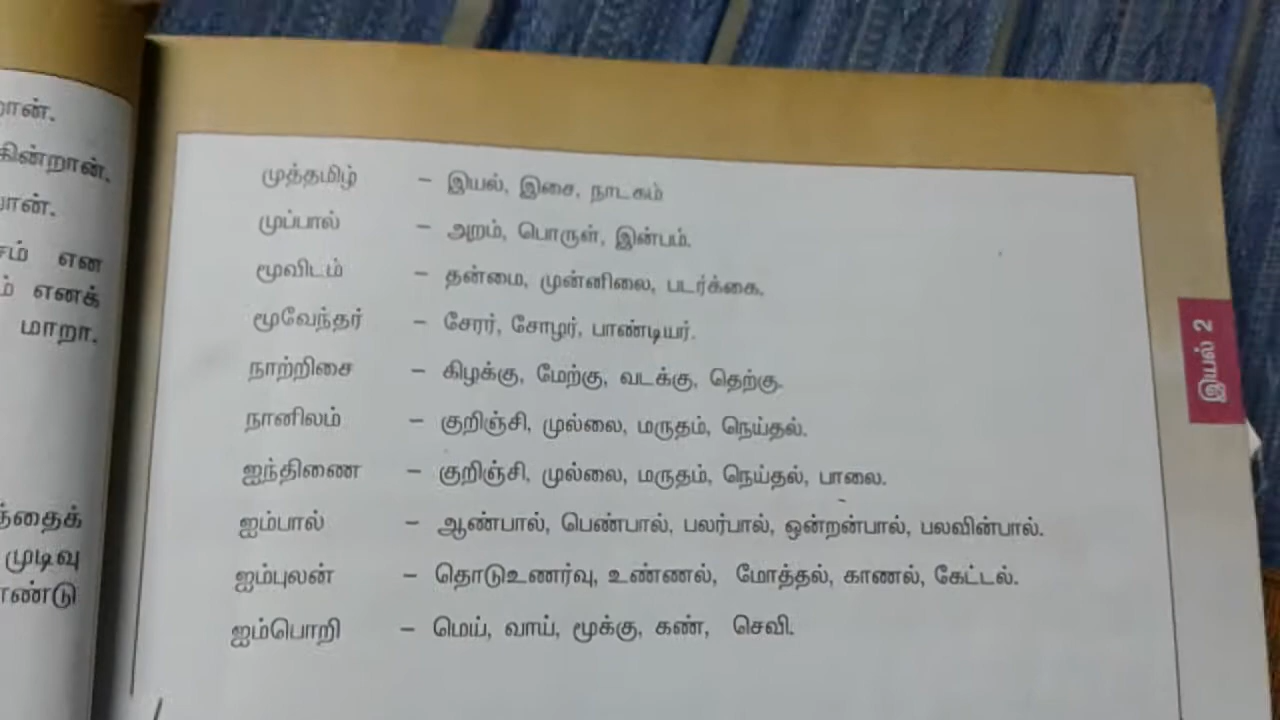 முத்தமிழ் – இயல், இசை, நாடகம்
முப்பால் – அறம், பொருள், இன்பம்.
மூவிடம் – தன்மை, முன்னிலை, படர்க்கை.
மூவேந்தர் – சேரர், சோழர், பாண்டியர்.
நாற்றிசை – கிழக்கு, மேற்கு, வடக்கு, தெற்கு.
நானிலம் – குறிஞ்சி, முல்லை, மருதம், நெய்தல்.
ஐந்திணை – குறிஞ்சி, முல்லை, மருதம், நெய்தல், பாலை.
ஐம்பால் – ஆண்பால், பெண்பால், பலர்பால், ஒன்றன்பால், பலவின்பால்.
ஐம்புலன் – தொடுஉணர்வு, உண்ணல், மோத்தல், காணல், கேட்டல்.
ஐம்பொறி – மெய், வாய், மூக்கு, கண், செவி.
இயல் 2
என
எனக்
மாறா.
முடிவு